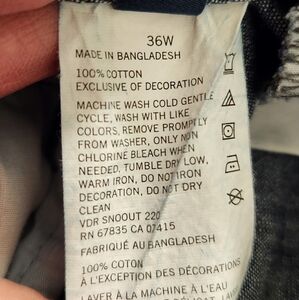 36W
MADE IN BANGLADESH
100% COTTON
EXCLUSIVE OF DECORATION
MACHINE WASH COLD GENTLE
CYCLE, WASH WITH LIKE
COLORS, REMOVE PROMPTLY
FROM WASHER, ONLY NON
CHLORINE BLEACH WHEN
NEEDED, TUMBLE DRY LOW,
WARM IRON, DO NOT IRON
DECORATION, DO NOT DRY
CLEAN
VDR SNOOUT 220
RN 67835 CA 07415
FABRIQUÉ AU BANGLADESH
100% COTTON
À L'EXCEPTION DES DÉCORATIONS
LAVER À LA MACHINE À L'EAU